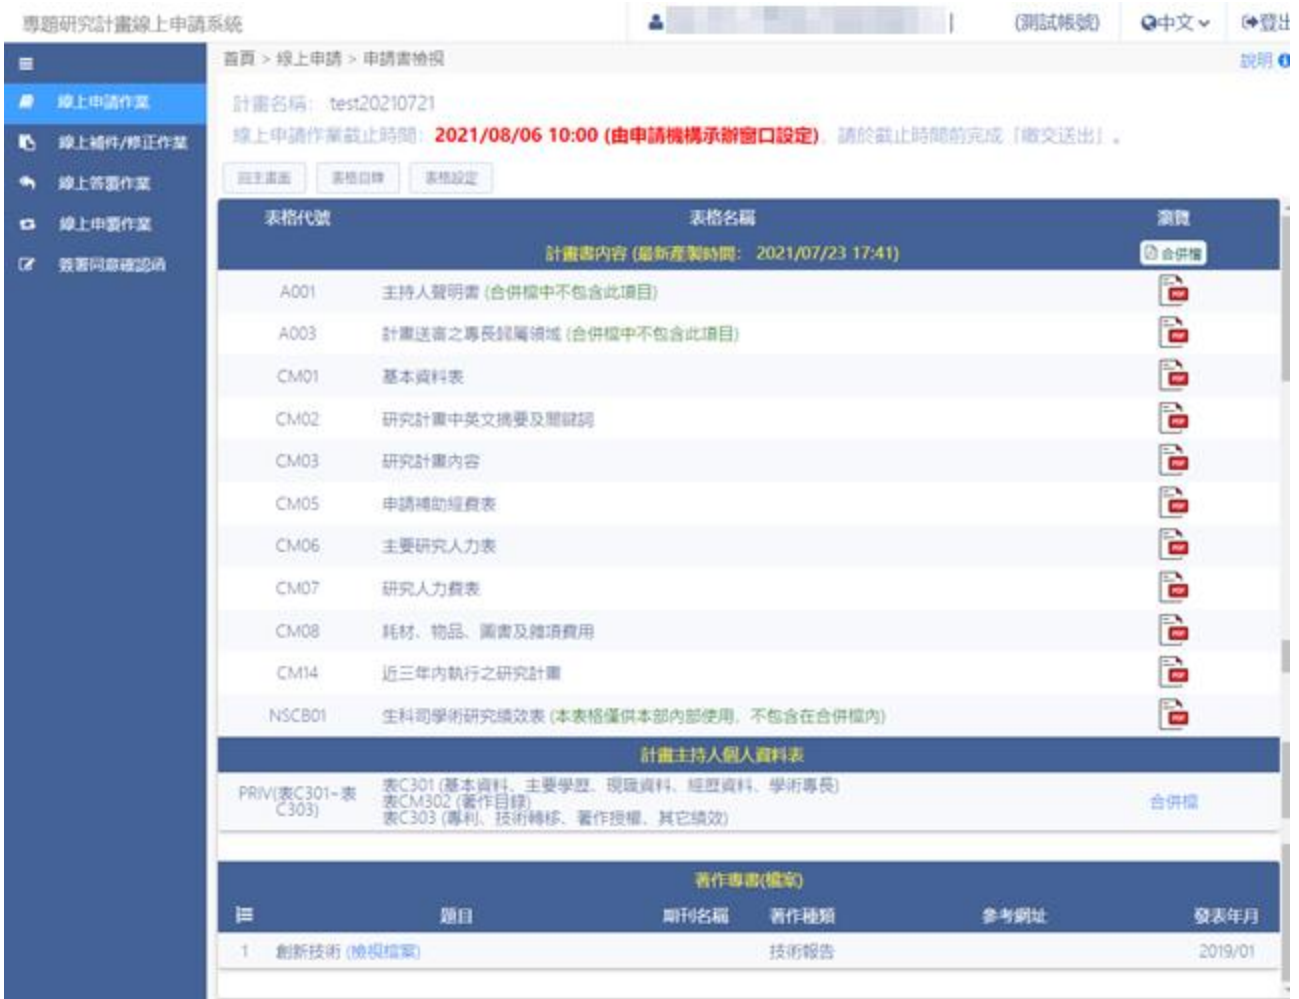 專題研究計畫線上申請系統
(測試帳號) 中文 登出
首頁 > 線上申請 > 申請書檢視 說明
線上申請作業
線上補件/修正作業
線上答覆作業
線上申覆作業
簽署同意確認函
計畫名稱: test20210721
線上申請作業截止時間: 2021/08/06 10:00 (由申請機構承辦窗口設定), 請於截止時間前完成「繳交送出」.
回主畫面 表格目錄 表格設定
表格代號 表格名稱 瀏覽
計畫書內容 (最新產製時間: 2021/07/23 17:41) 合併檔
A001 主持人聲明書 (合併檔中不包含此項目) PDF
A003 計畫送審之專長歸屬領域 (合併檔中不包含此項目) PDF
CM01 基本資料表 PDF
CM02 研究計畫中英文摘要及關鍵詞 PDF
CM03 研究計畫內容 PDF
CM05 申請補助經費表 PDF
CM06 主要研究人力表 PDF
CM07 研究人力費表 PDF
CM08 耗材、物品、圖書及雜項費用 PDF
CM14 近三年內執行之研究計畫 PDF
NSCB01 生科司學術研究績效表 (本表格僅供本部內部使用, 不包含在合併檔內) PDF
計畫主持人個人資料表
PRIV(表C301~表C303) 表C301 (基本資料、主要學歷、現職資料、經歷資料、學術專長)
表CM302 (著作目錄) 合併檔
表C303 (專利、技術轉移、著作授權、其它績效)
著作專書(檔案)
題目 期刊名稱 著作種類 參考網址 發表年月
1 創新技術 (檢視檔案) 技術報告 2019/01